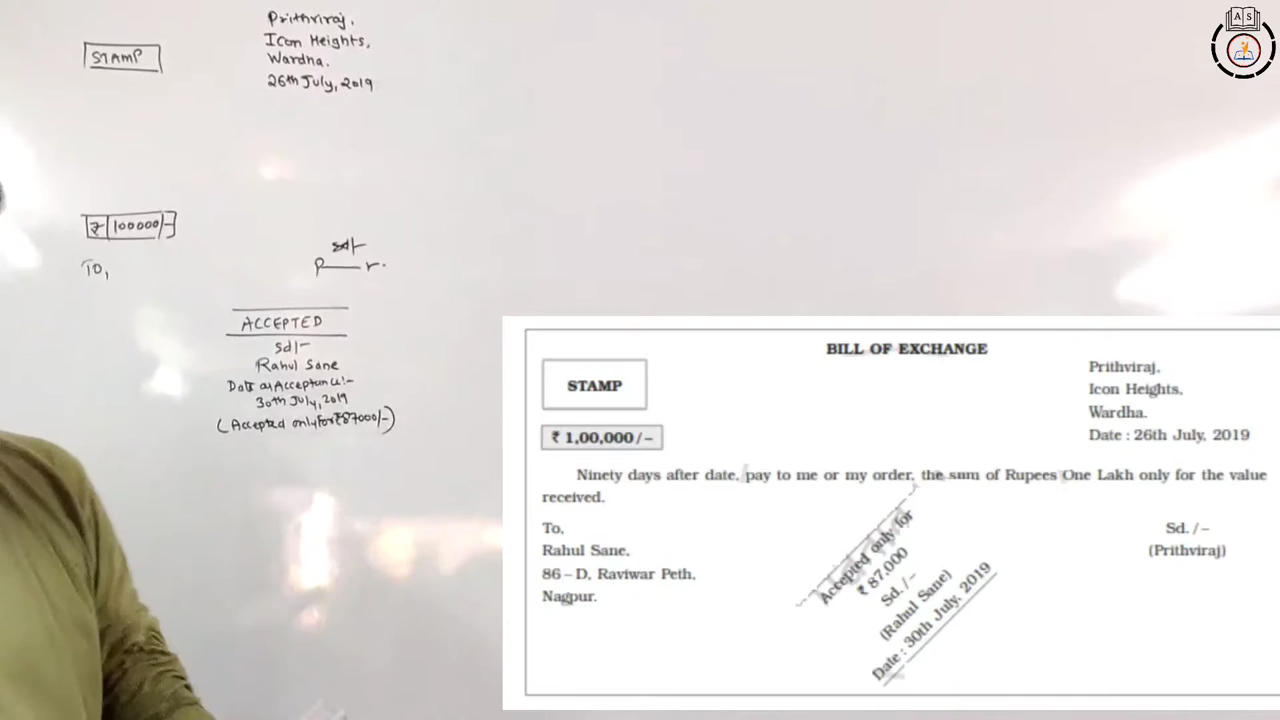 STAMP
Prithviraj,
Icon Heights,
Wardha.
26th July, 2019
₹ 100000/-
To,
Sd/-
P r.
ACCEPTED
Sd/-
Rahul Sane
Date of Acceptance:-
30th July, 2019
(Accepted only for ₹87000/-)
A S
BILL OF EXCHANGE
STAMP
Prithviraj,
Icon Heights,
Wardha.
Date : 26th July, 2019
₹ 1,00,000/–
Ninety days after date, pay to me or my order, the sum of Rupees One Lakh only for the value
received.
To,
Rahul Sane,
86 – D, Raviwar Peth,
Nagpur.
Accepted only for
₹ 87,000
Sd./–
(Rahul Sane)
Date : 30th July, 2019
Sd./–
(Prithviraj)